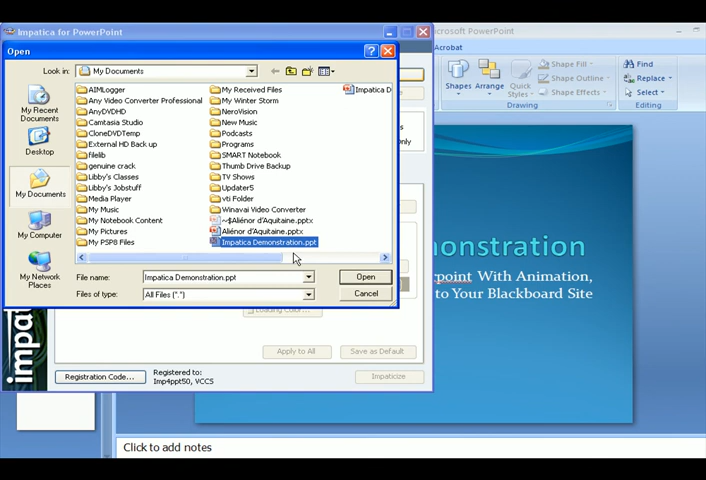 Impatica for PowerPoint
Microsoft PowerPoint
Open
Acrobat
Look in:
My Documents
My Recent
Documents
Desktop
My Documents
My Computer
My Network
Places
AIMLogger
Any Video Converter Professional
AnyDVDHD
Camtasia Studio
CloneDVDTemp
External HD Back up
filelib
genuine crack
Libby's Classes
Libby's Jobstuff
Media Player
My Music
My Notebook Content
My Pictures
My PSP8 Files
My Received Files
My Winter Storm
NeroVision
New Music
Podcasts
Programs
SMART Notebook
Thumb Drive Backup
TV Shows
Updater5
vti Folder
Winavai Video Converter
~$Aliénor d'Aquitaine.pptx
Aliénor d'Aquitaine.pptx
Impatica Demonstration.ppt
Impatica D
File name:
Impatica Demonstration.ppt
Open
Files of type:
All Files (*.*)
Cancel
Shapes
Arrange
Quick
Styles
Shape Fill
Shape Outline
Shape Effects
Drawing
Find
Replace
Select
Editing
Only
Loading Color...
Apply to All
Save as Default
Registration Code...
Registered to:
Imp4ppt50, VCCS
Impaticize
impati
monstration
rpoint With Animation,
to Your Blackboard Site
Click to add notes